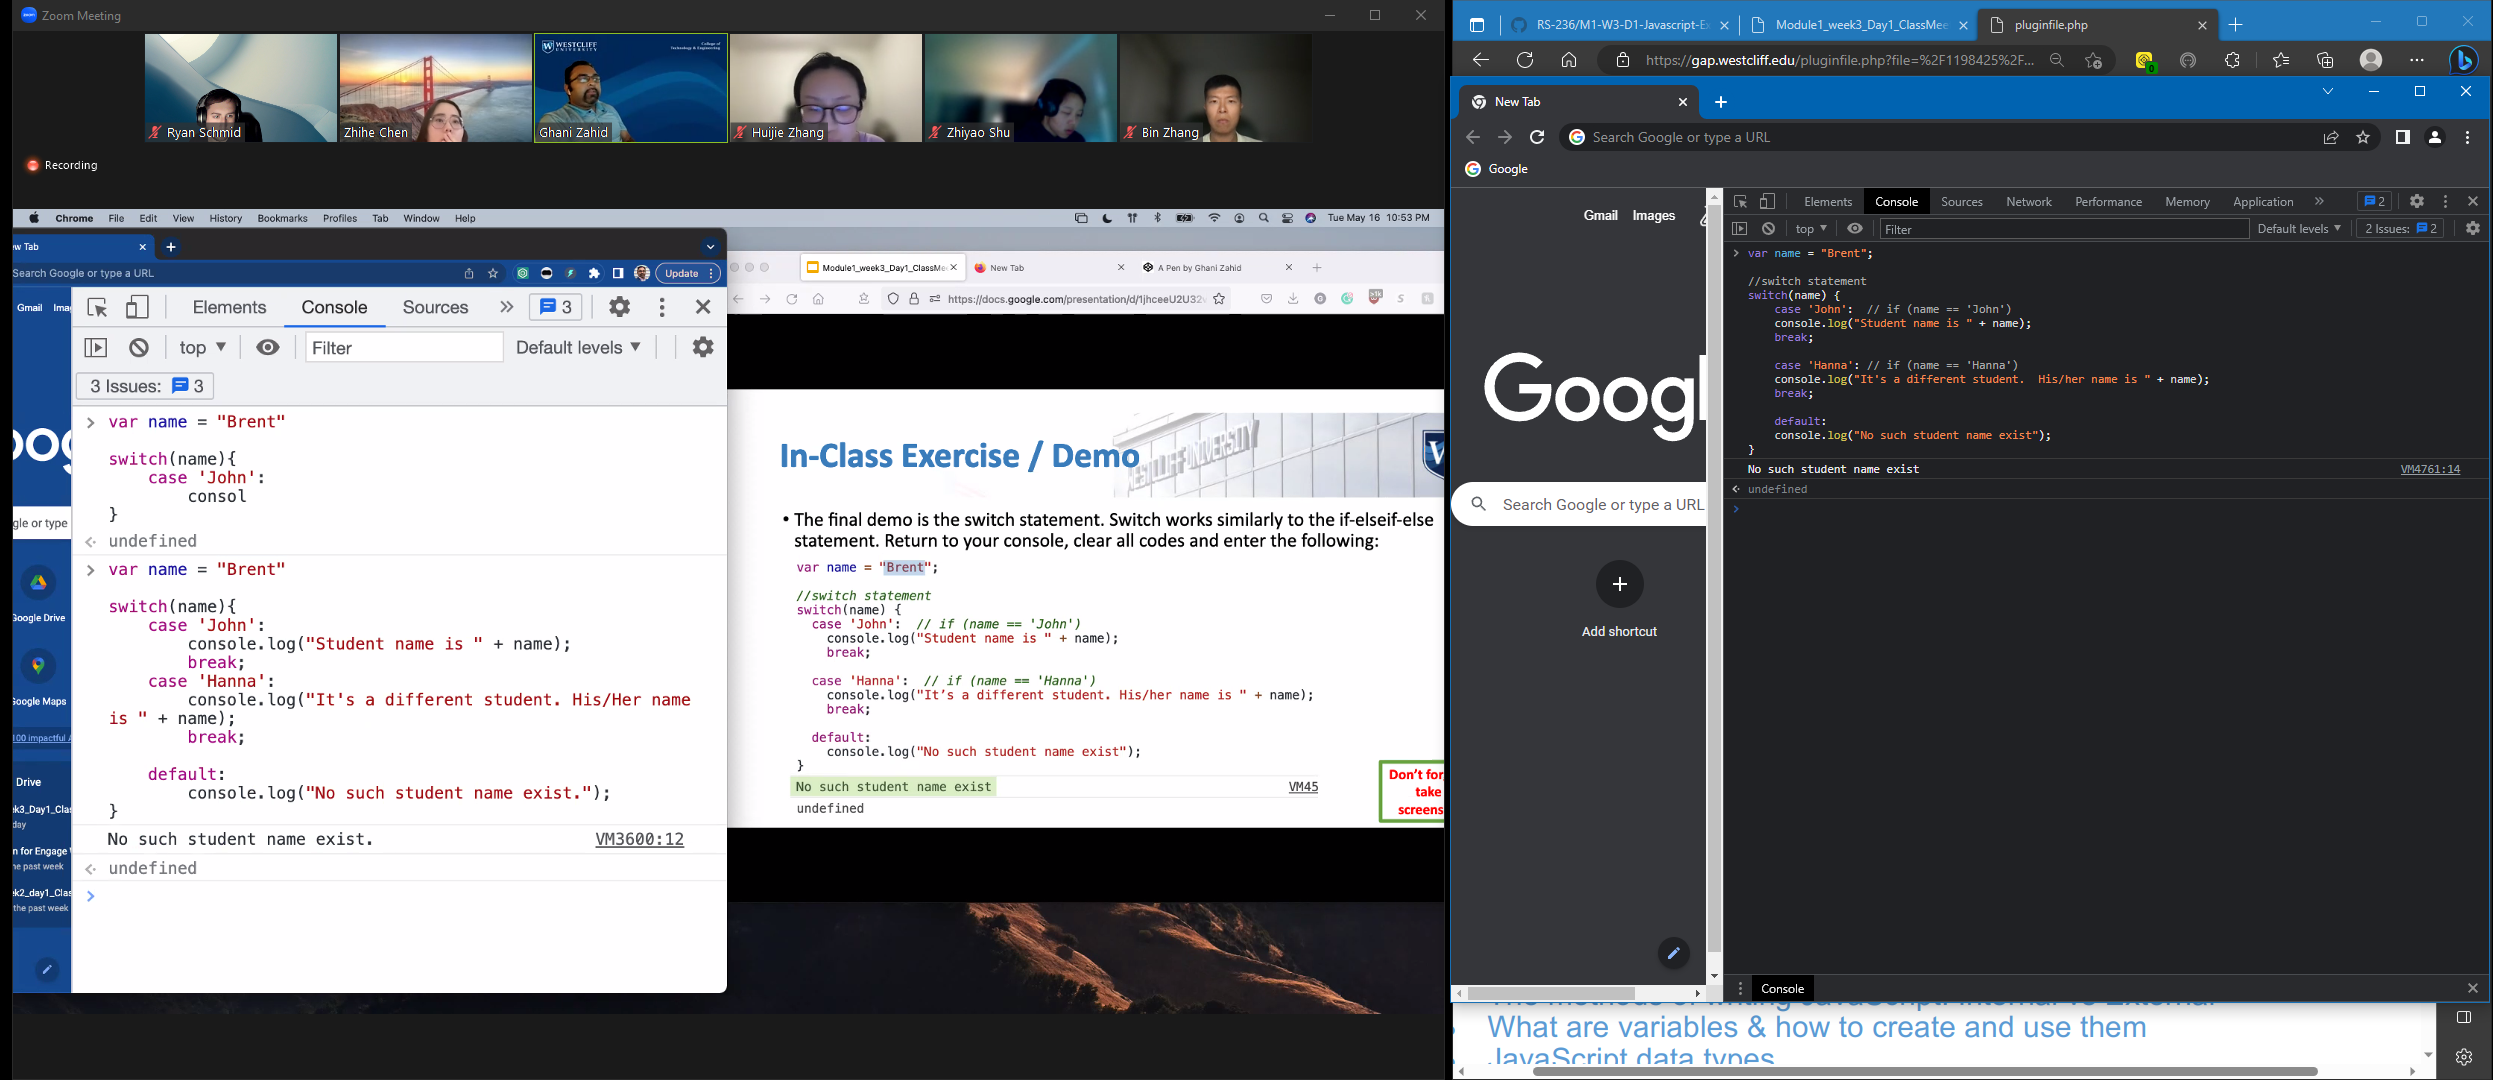 Zoom Meeting
WESTCLIFF
UNIVERSITY
College of
Technology & Engineering
Ryan Schmid
Zhihe Chen
Ghani Zahid
Huijie Zhang
Zhiyao Shu
Bin Zhang
Recording
Chrome File Edit View History Bookmarks Profiles Tab Window Help
Tue May 16 10:53 PM
w Tab
Search Google or type a URL
Update
Gmail Ima
Elements Console Sources
3
top
Filter
Default levels
3 Issues: 3
var name = "Brent"
switch(name){
case 'John':
consol
}
undefined
var name = "Brent"
switch(name){
case 'John':
console.log("Student name is " + name);
break;
case 'Hanna':
console.log("It's a different student. His/Her name
is " + name);
break;
default:
console.log("No such student name exist.");
}
No such student name exist. VM3600:12
undefined
oog
gle or type
Google Drive
Google Maps
100 impactful
Drive
ek3_Day1_Clas
day
n for Engage
he past week
ek2_day1_Clas
the past week
Module1_week3_Day1_ClassMe
New Tab
A Pen by Ghani Zahid
https://docs.google.com/presentation/d/1jhceeU2U32
WESTCLIFF UNIVERSITY
In-Class Exercise / Demo
• The final demo is the switch statement. Switch works similarly to the if-elseif-else
statement. Return to your console, clear all codes and enter the following:
var name = "Brent";
//switch statement
switch(name) {
case 'John': // if (name == 'John')
console.log("Student name is " + name);
break;
case 'Hanna': // if (name == 'Hanna')
console.log("It's a different student. His/her name is " + name);
break;
default:
console.log("No such student name exist");
}
No such student name exist VM45
undefined
Don't for
take
screens
RS-236/M1-W3-D1-Javascript-Ex
Module1_week3_Day1_ClassMee
pluginfile.php
https://gap.westcliff.edu/pluginfile.php?file=%2F1198425%2F...
New Tab
Search Google or type a URL
Google
Gmail Images
Googl
Search Google or type a URL
Add shortcut
Elements Console Sources Network Performance Memory Application
2
top
Filter
Default levels
2 Issues: 2
var name = "Brent";
//switch statement
switch(name) {
case 'John': // if (name == 'John')
console.log("Student name is " + name);
break;
case 'Hanna': // if (name == 'Hanna')
console.log("It's a different student. His/her name is " + name);
break;
default:
console.log("No such student name exist");
}
No such student name exist VM4761:14
undefined
Console
What are variables & how to create and use them
JavaScript data types